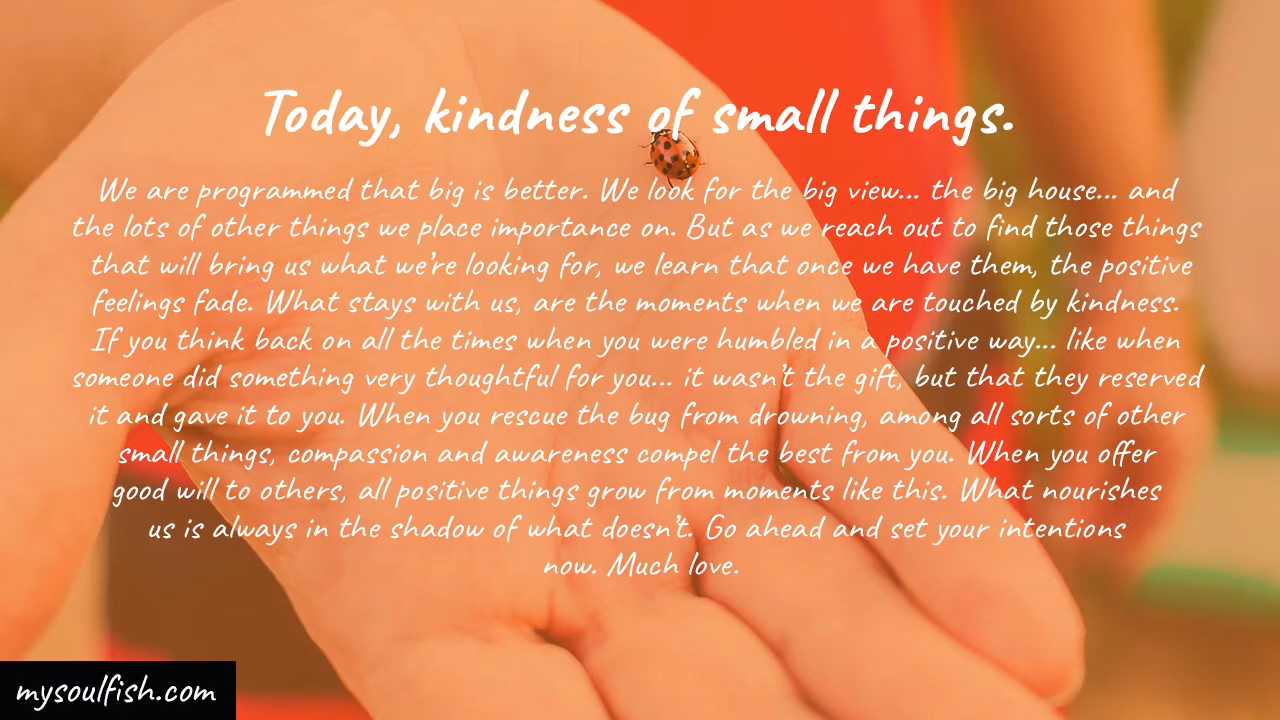 Today, kindness of small things.
We are programmed that big is better. We look for the big view... the big house... and
the lots of other things we place importance on. But as we reach out to find those things
that will bring us what we're looking for, we learn that once we have them, the positive
feelings fade. What stays with us, are the moments when we are touched by kindness.
If you think back on all the times when you were humbled in a positive way... like when
someone did something very thoughtful for you... it wasn't the gift, but that they reserved
it and gave it to you. When you rescue the bug from drowning, among all sorts of other
small things, compassion and awareness compel the best from you. When you offer
good will to others, all positive things grow from moments like this. What nourishes
us is always in the shadow of what doesn't. Go ahead and set your intentions
now. Much love.
mysoulfish.com